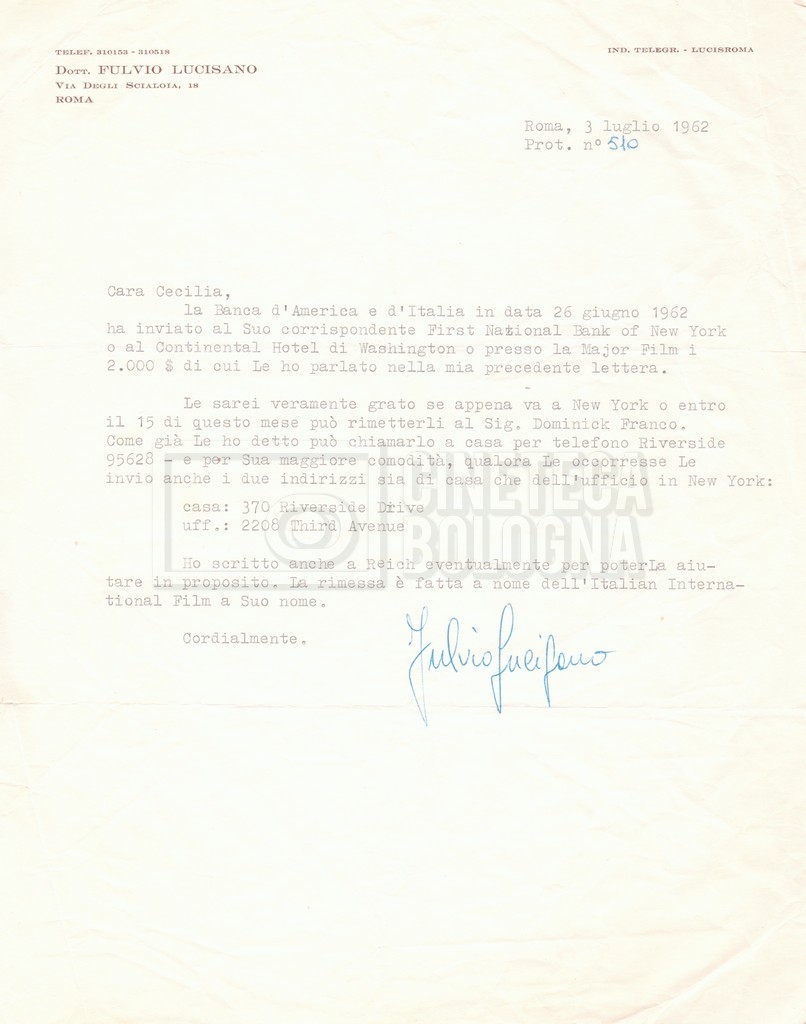 TELEF. 310153 - 310518
IND. TELEGR. - LUCISROMA
DOTT. FULVIO LUCISANO
VIA DEGLI SCIALOIA, 18
ROMA
Roma, 3 luglio 1962
Prot. n° 510
Cara Cecilia,
la Banca d'America e d'Italia in data 26 giugno 1962
ha inviato al Suo corrispondente First National Bank of New York
o al Continental Hotel di Washington o presso la Major Film i
2.000 $ di cui Le ho parlato nella mia precedente lettera.
Le sarei veramente grato se appena va a New York o entro
il 15 di questo mese può rimetterli al Sig. Dominick Franco.
Come già Le ho detto può chiamarlo a casa per telefono Riverside
95628 - e per Sua maggiore comodità, qualora Le occorresse Le
invio anche i due indirizzi sia di casa che dell'ufficio in New York:
casa: 370 Riverside Drive
uff.: 2208 Third Avenue
Ho scritto anche a Reich eventualmente per poterLa aiu-
tare in proposito. La rimessa è fatta a nome dell'Italian Interna-
tional Film a Suo nome.
Cordialmente.
Fulvio Lucisano
CINETECA
BOLOGNA